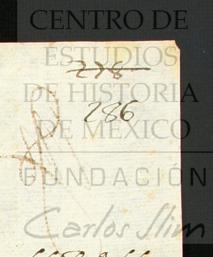 CENTRO DE
ESTUDIOS
DE HISTORIA
DE MÉXICO
278
286
FUNDACIÓN
Carlos Slim